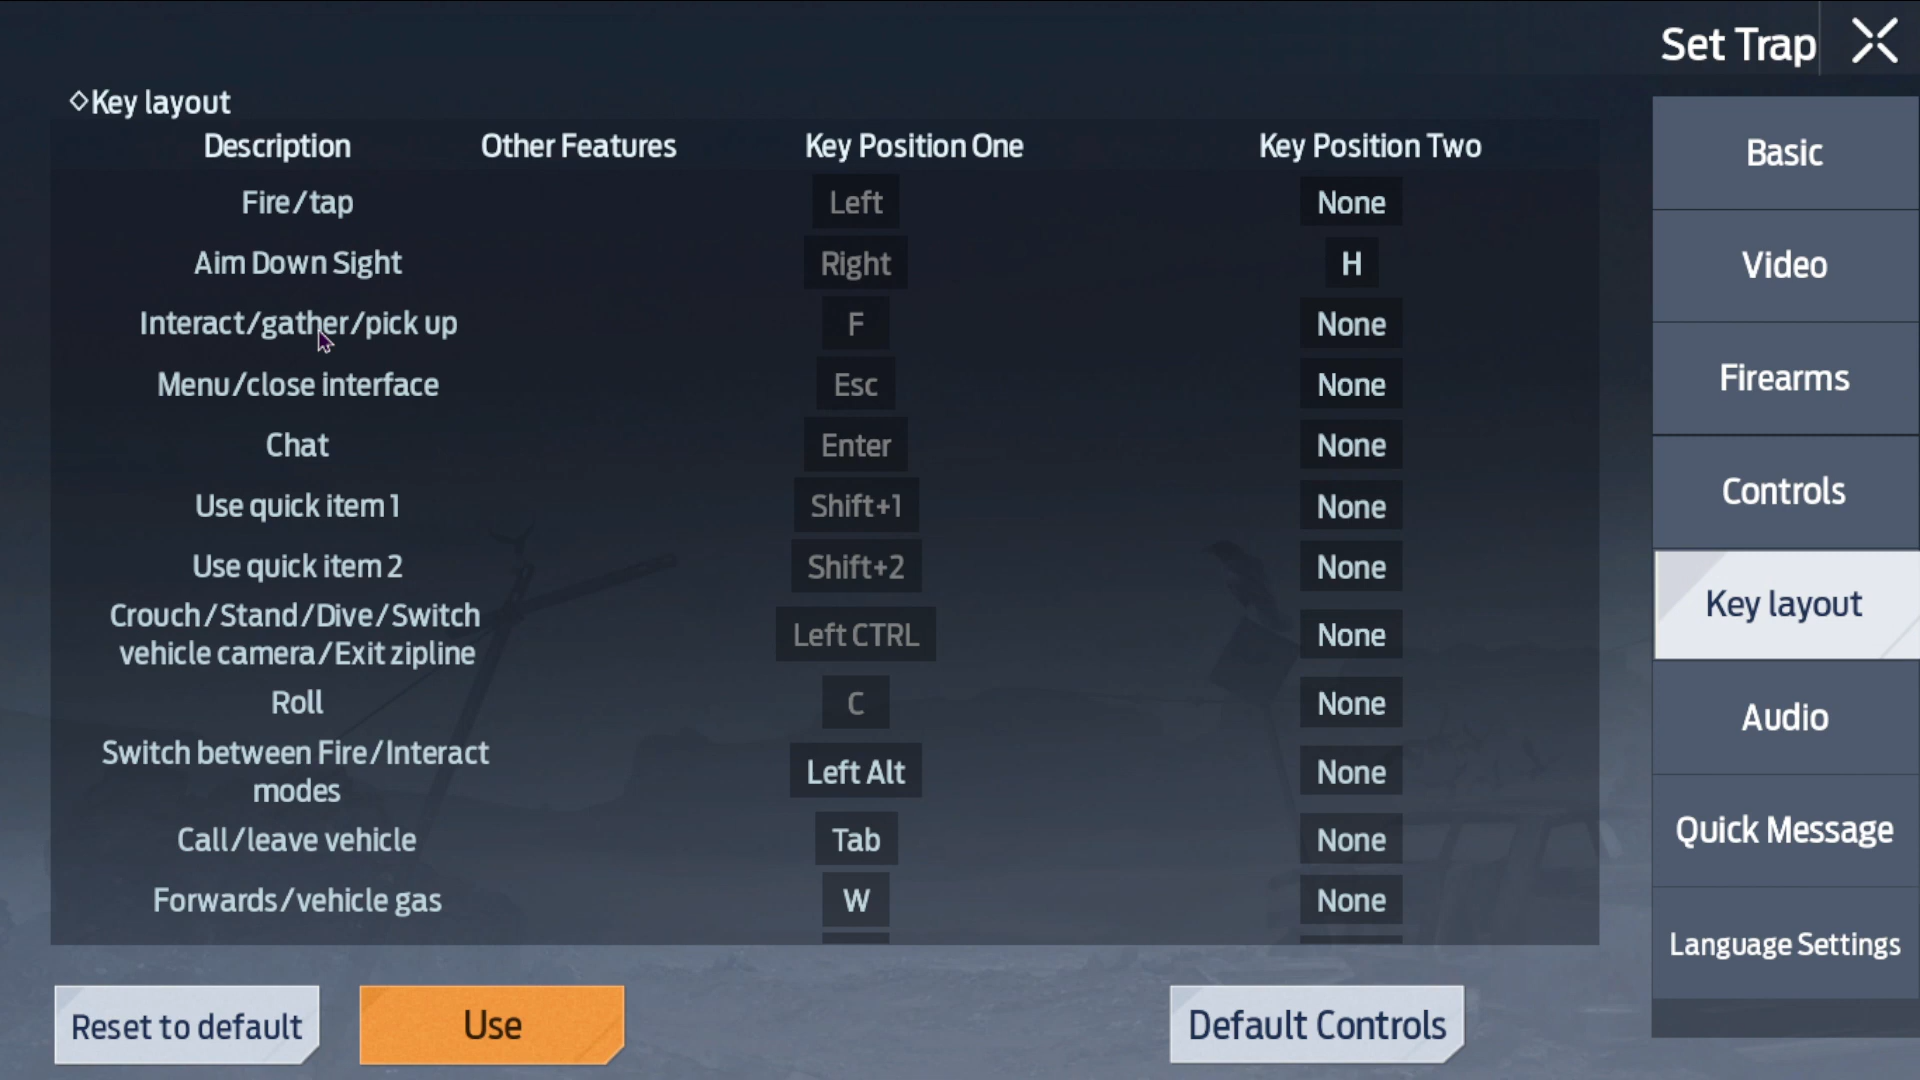 Set Trap
◇Key layout
Description Other Features Key Position One Key Position Two
Fire/tap Left None
Aim Down Sight Right H
Interact/gather/pick up F None
Menu/close interface Esc None
Chat Enter None
Use quick item 1 Shift+1 None
Use quick item 2 Shift+2 None
Crouch/Stand/Dive/Switch
vehicle camera/Exit zipline Left CTRL None
Roll C None
Switch between Fire/Interact
modes Left Alt None
Call/leave vehicle Tab None
Forwards/vehicle gas W None
Reset to default Use Default Controls
Basic
Video
Firearms
Controls
Key layout
Audio
Quick Message
Language Settings